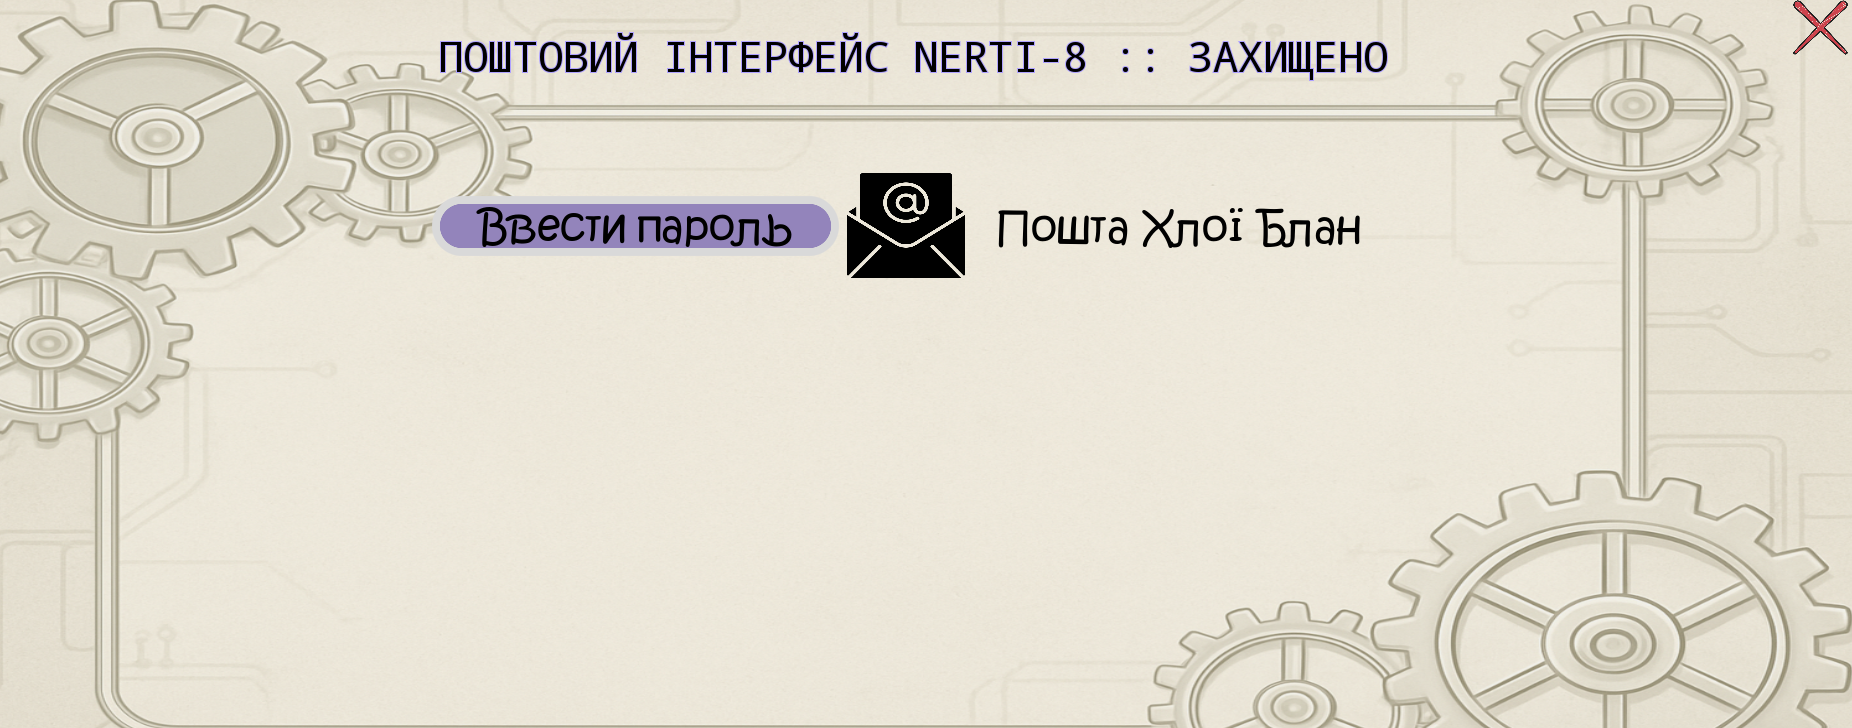 ПОШТОВИЙ ІНТЕРФЕЙС NERTI-8 :: ЗАХИЩЕНО
Ввести пароль
@
Пошта Хлої Блан